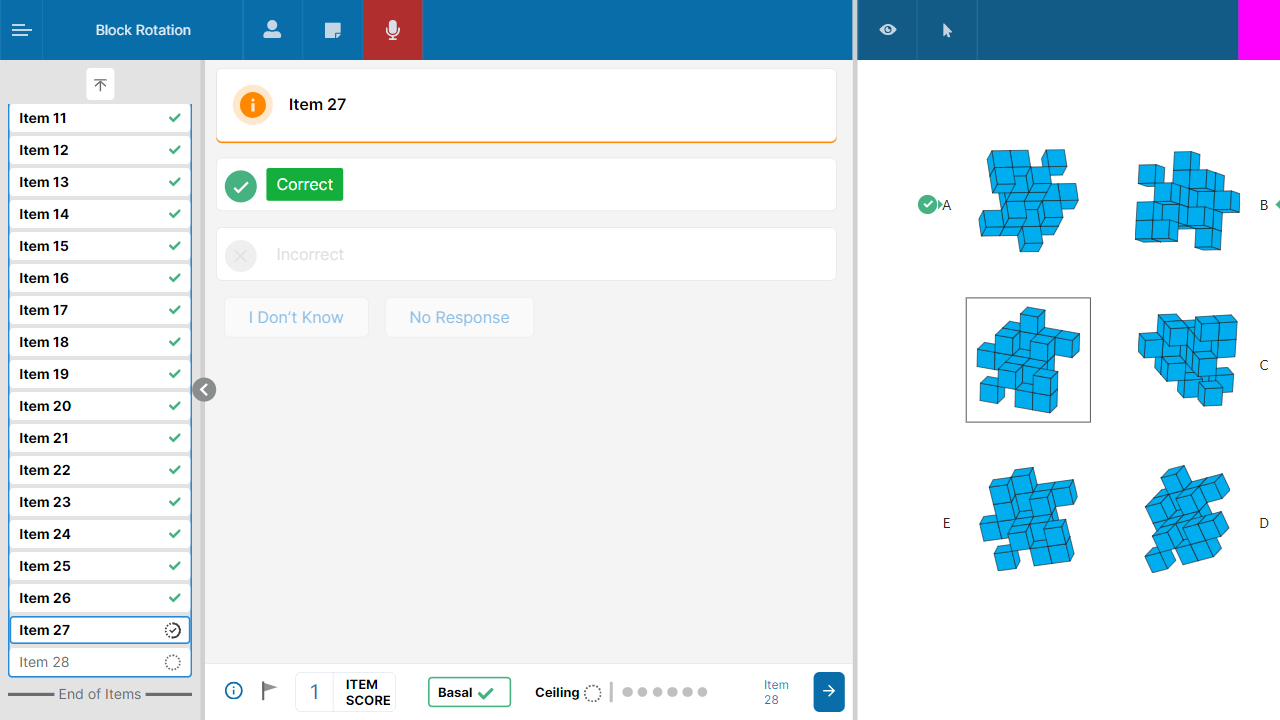 Block Rotation
Item 11
Item 12
Item 13
Item 14
Item 15
Item 16
Item 17
Item 18
Item 19
Item 20
Item 21
Item 22
Item 23
Item 24
Item 25
Item 26
Item 27
Item 28
End of Items
Item 27
Correct
Incorrect
I Don't Know
No Response
1
ITEM
SCORE
Basal
Ceiling
Item
28
A
B
C
E
D